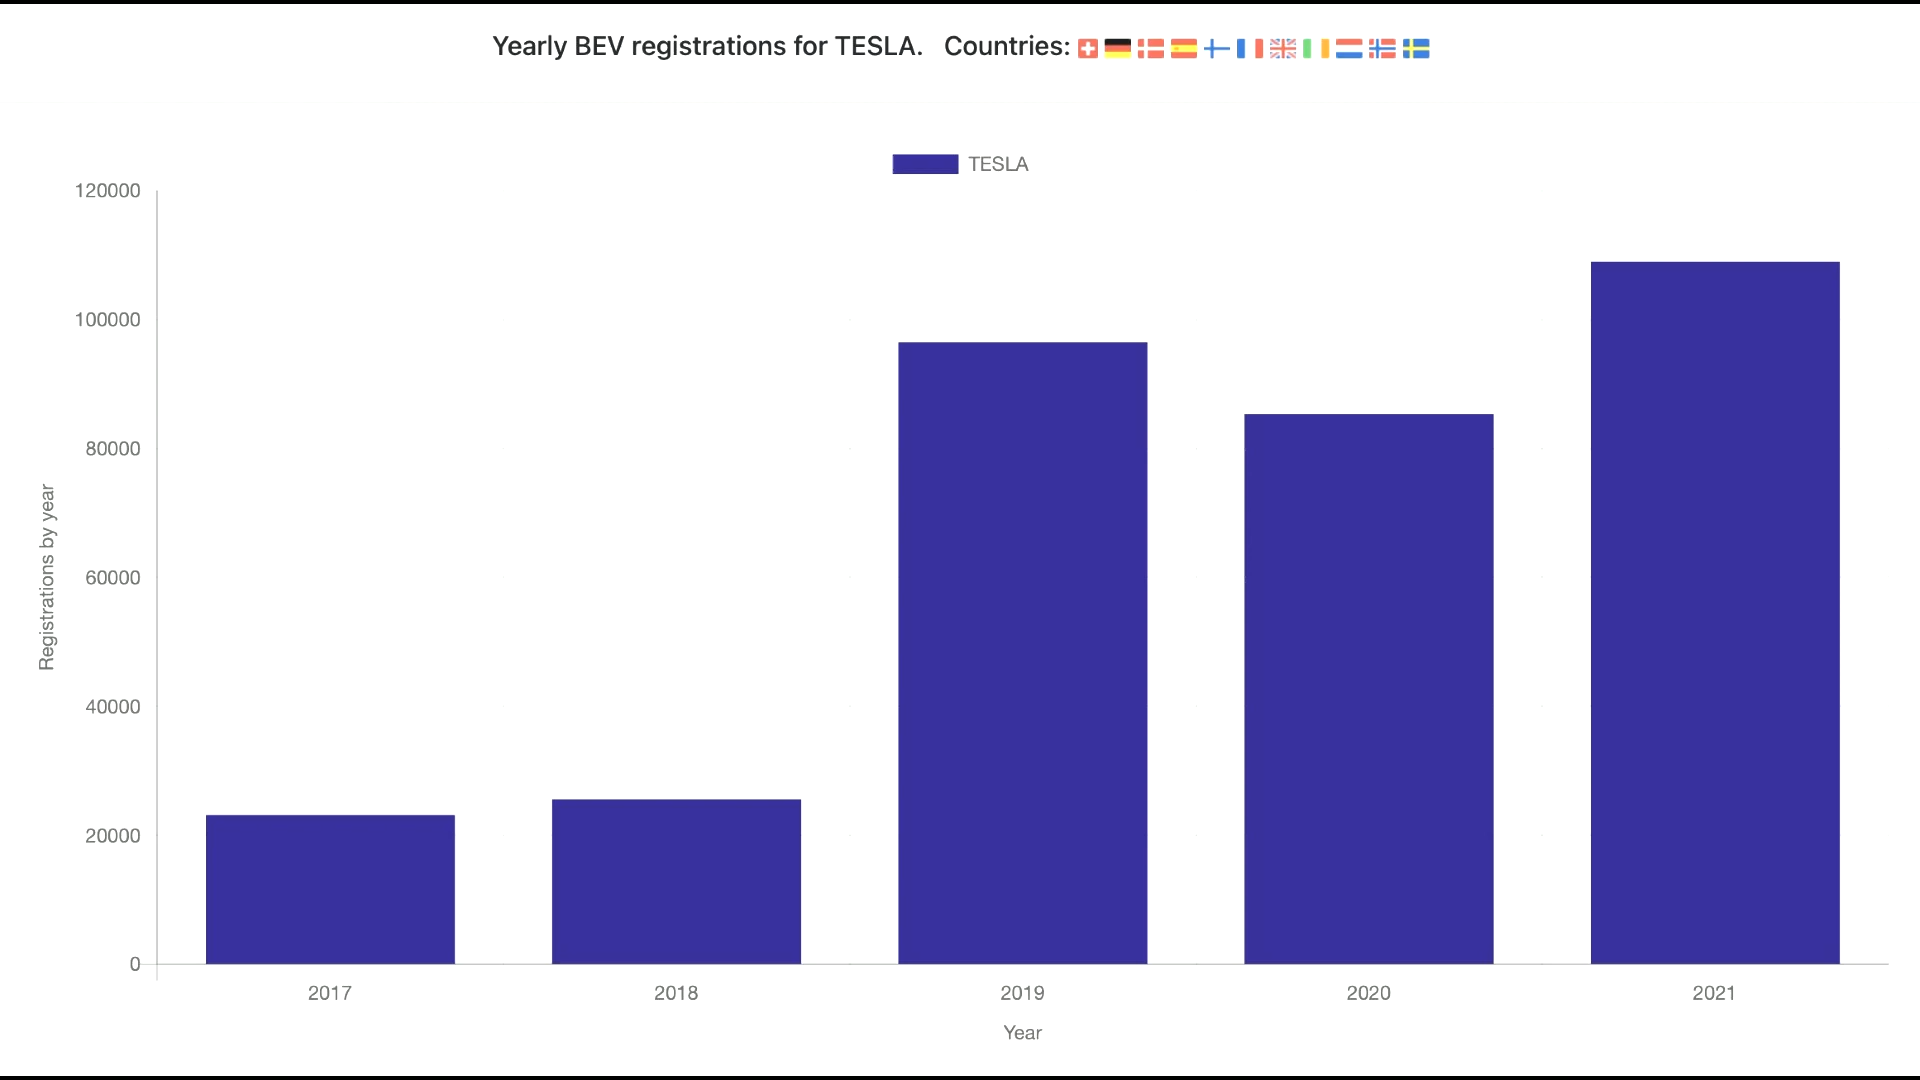 Yearly BEV registrations for TESLA. Countries:
TESLA
120000
100000
80000
60000
40000
20000
0
Registrations by year
2017 2018 2019 2020 2021
Year